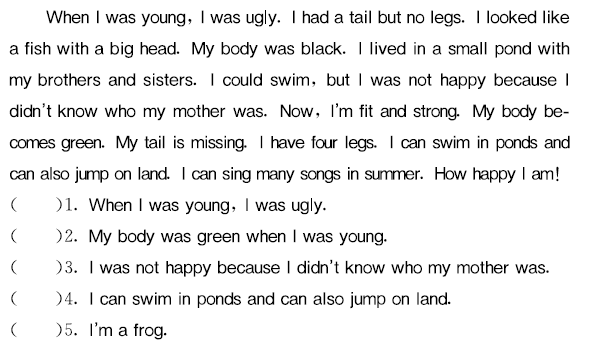 When I was young, I was ugly. I had a tail but no legs. I looked like
a fish with a big head. My body was black. I lived in a small pond with
my brothers and sisters. I could swim, but I was not happy because I
didn't know who my mother was. Now, I'm fit and strong. My body be-
comes green. My tail is missing. I have four legs. I can swim in ponds and
can also jump on land. I can sing many songs in summer. How happy I am!
(    )1. When I was young, I was ugly.
(    )2. My body was green when I was young.
(    )3. I was not happy because I didn't know who my mother was.
(    )4. I can swim in ponds and can also jump on land.
(    )5. I'm a frog.